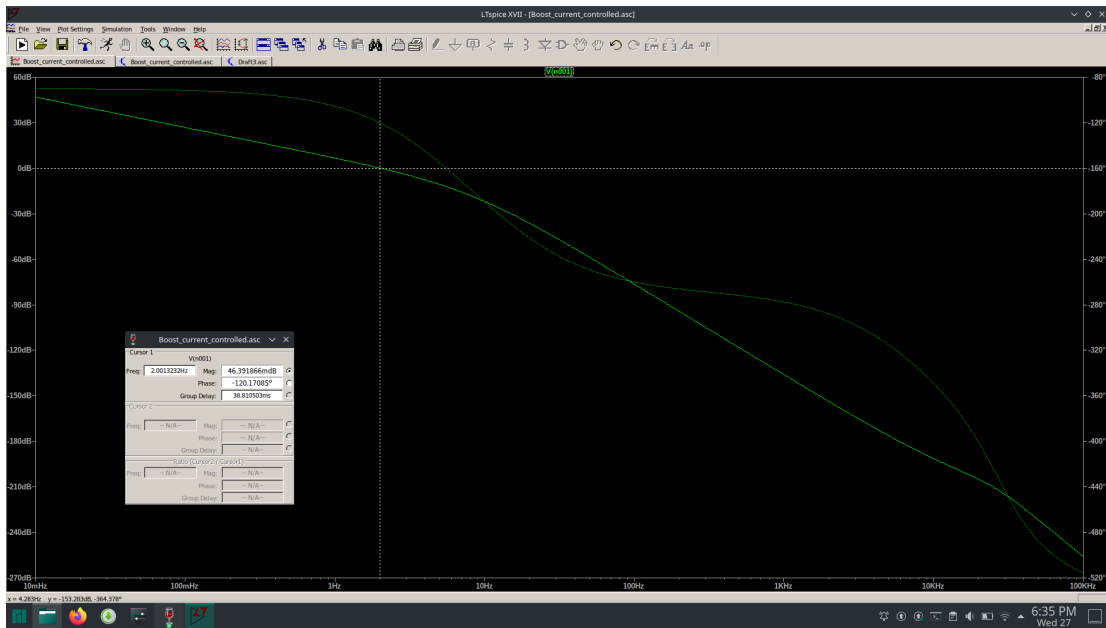 LTspice XVII - [Boost_current_controlled.asc]
File View Plot Settings Simulation Tools Window Help
Boost_current_controlled.asc Boost_current_controlled.asc Draft3.asc
V(n001)
60dB
30dB
0dB
-30dB
-60dB
-90dB
-120dB
-150dB
-180dB
-210dB
-240dB
-270dB
-80°
-120°
-160°
-200°
-240°
-280°
-320°
-360°
-400°
-440°
-480°
-520°
10mHz 100mHz 1Hz 10Hz 100Hz 1KHz 10KHz 100KHz
Boost_current_controlled.asc
Cursor 1
V(n001)
Freq: 2.0013232Hz Mag: 46.391866mdB
Phase: -120.17085°
Group Delay: 38.810503ms
Cursor 2
Freq: -- N/A-- Mag: -- N/A--
Phase: -- N/A--
Group Delay: -- N/A--
Ratio (Cursor2 / Cursor1)
Freq: -- N/A-- Mag: -- N/A--
Phase: -- N/A--
Group Delay: -- N/A--
x = 4.283Hz y = -153.283dB, -364.378°
6:35 PM
Wed 27